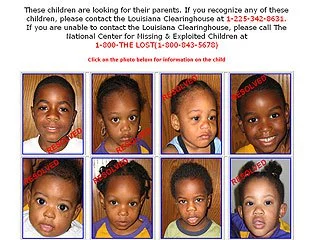 These children are looking for their parents. If you recognize any of these
children, please contact the Louisiana Clearinghouse at 1-225-342-8631.
If you are unable to contact the Louisiana Clearinghouse, please call The
National Center for Missing & Exploited Children at
1-800-THE LOST(1-800-843-5678)
Click on the photo below for information on the child
RESOLVED
RESOLVED
RESOLVED
RESOLVED
RESOLVED
RESOLVED